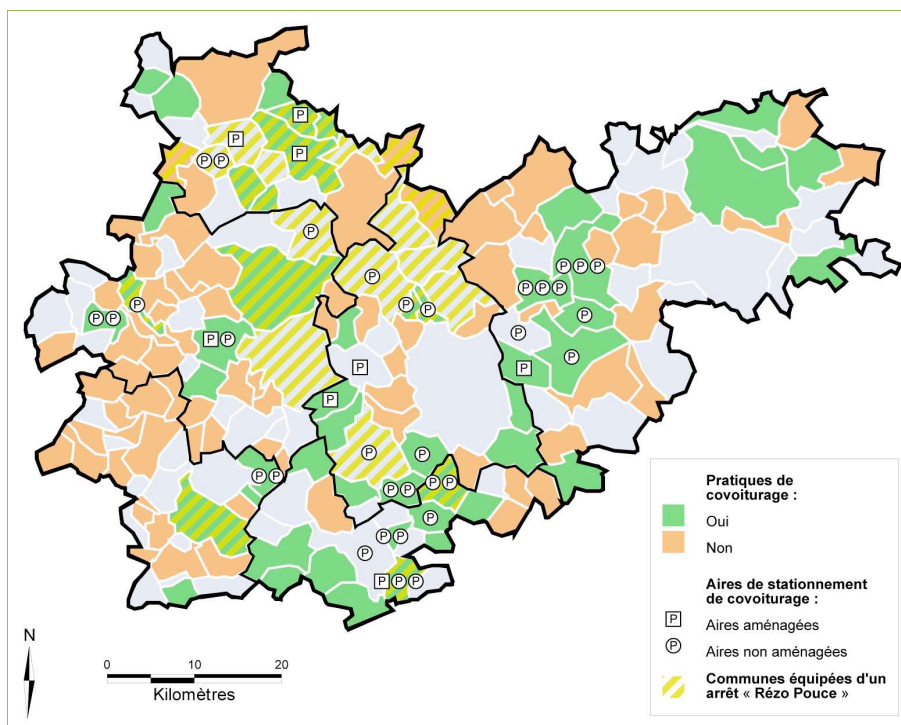 P
P
P
P P
P
P
P P P
P P P
P
P
P P
P
P P
P
P
P
P P
P
P
P
P
P
P P
P P
P P
P
P P
P
P P P
Pratiques de
covoiturage :
Oui
Non
Aires de stationnement
de covoiturage :
P Aires aménagées
P Aires non aménagées
Communes équipées d'un
arrêt « Rézo Pouce »
N
0 10 20
Kilomètres